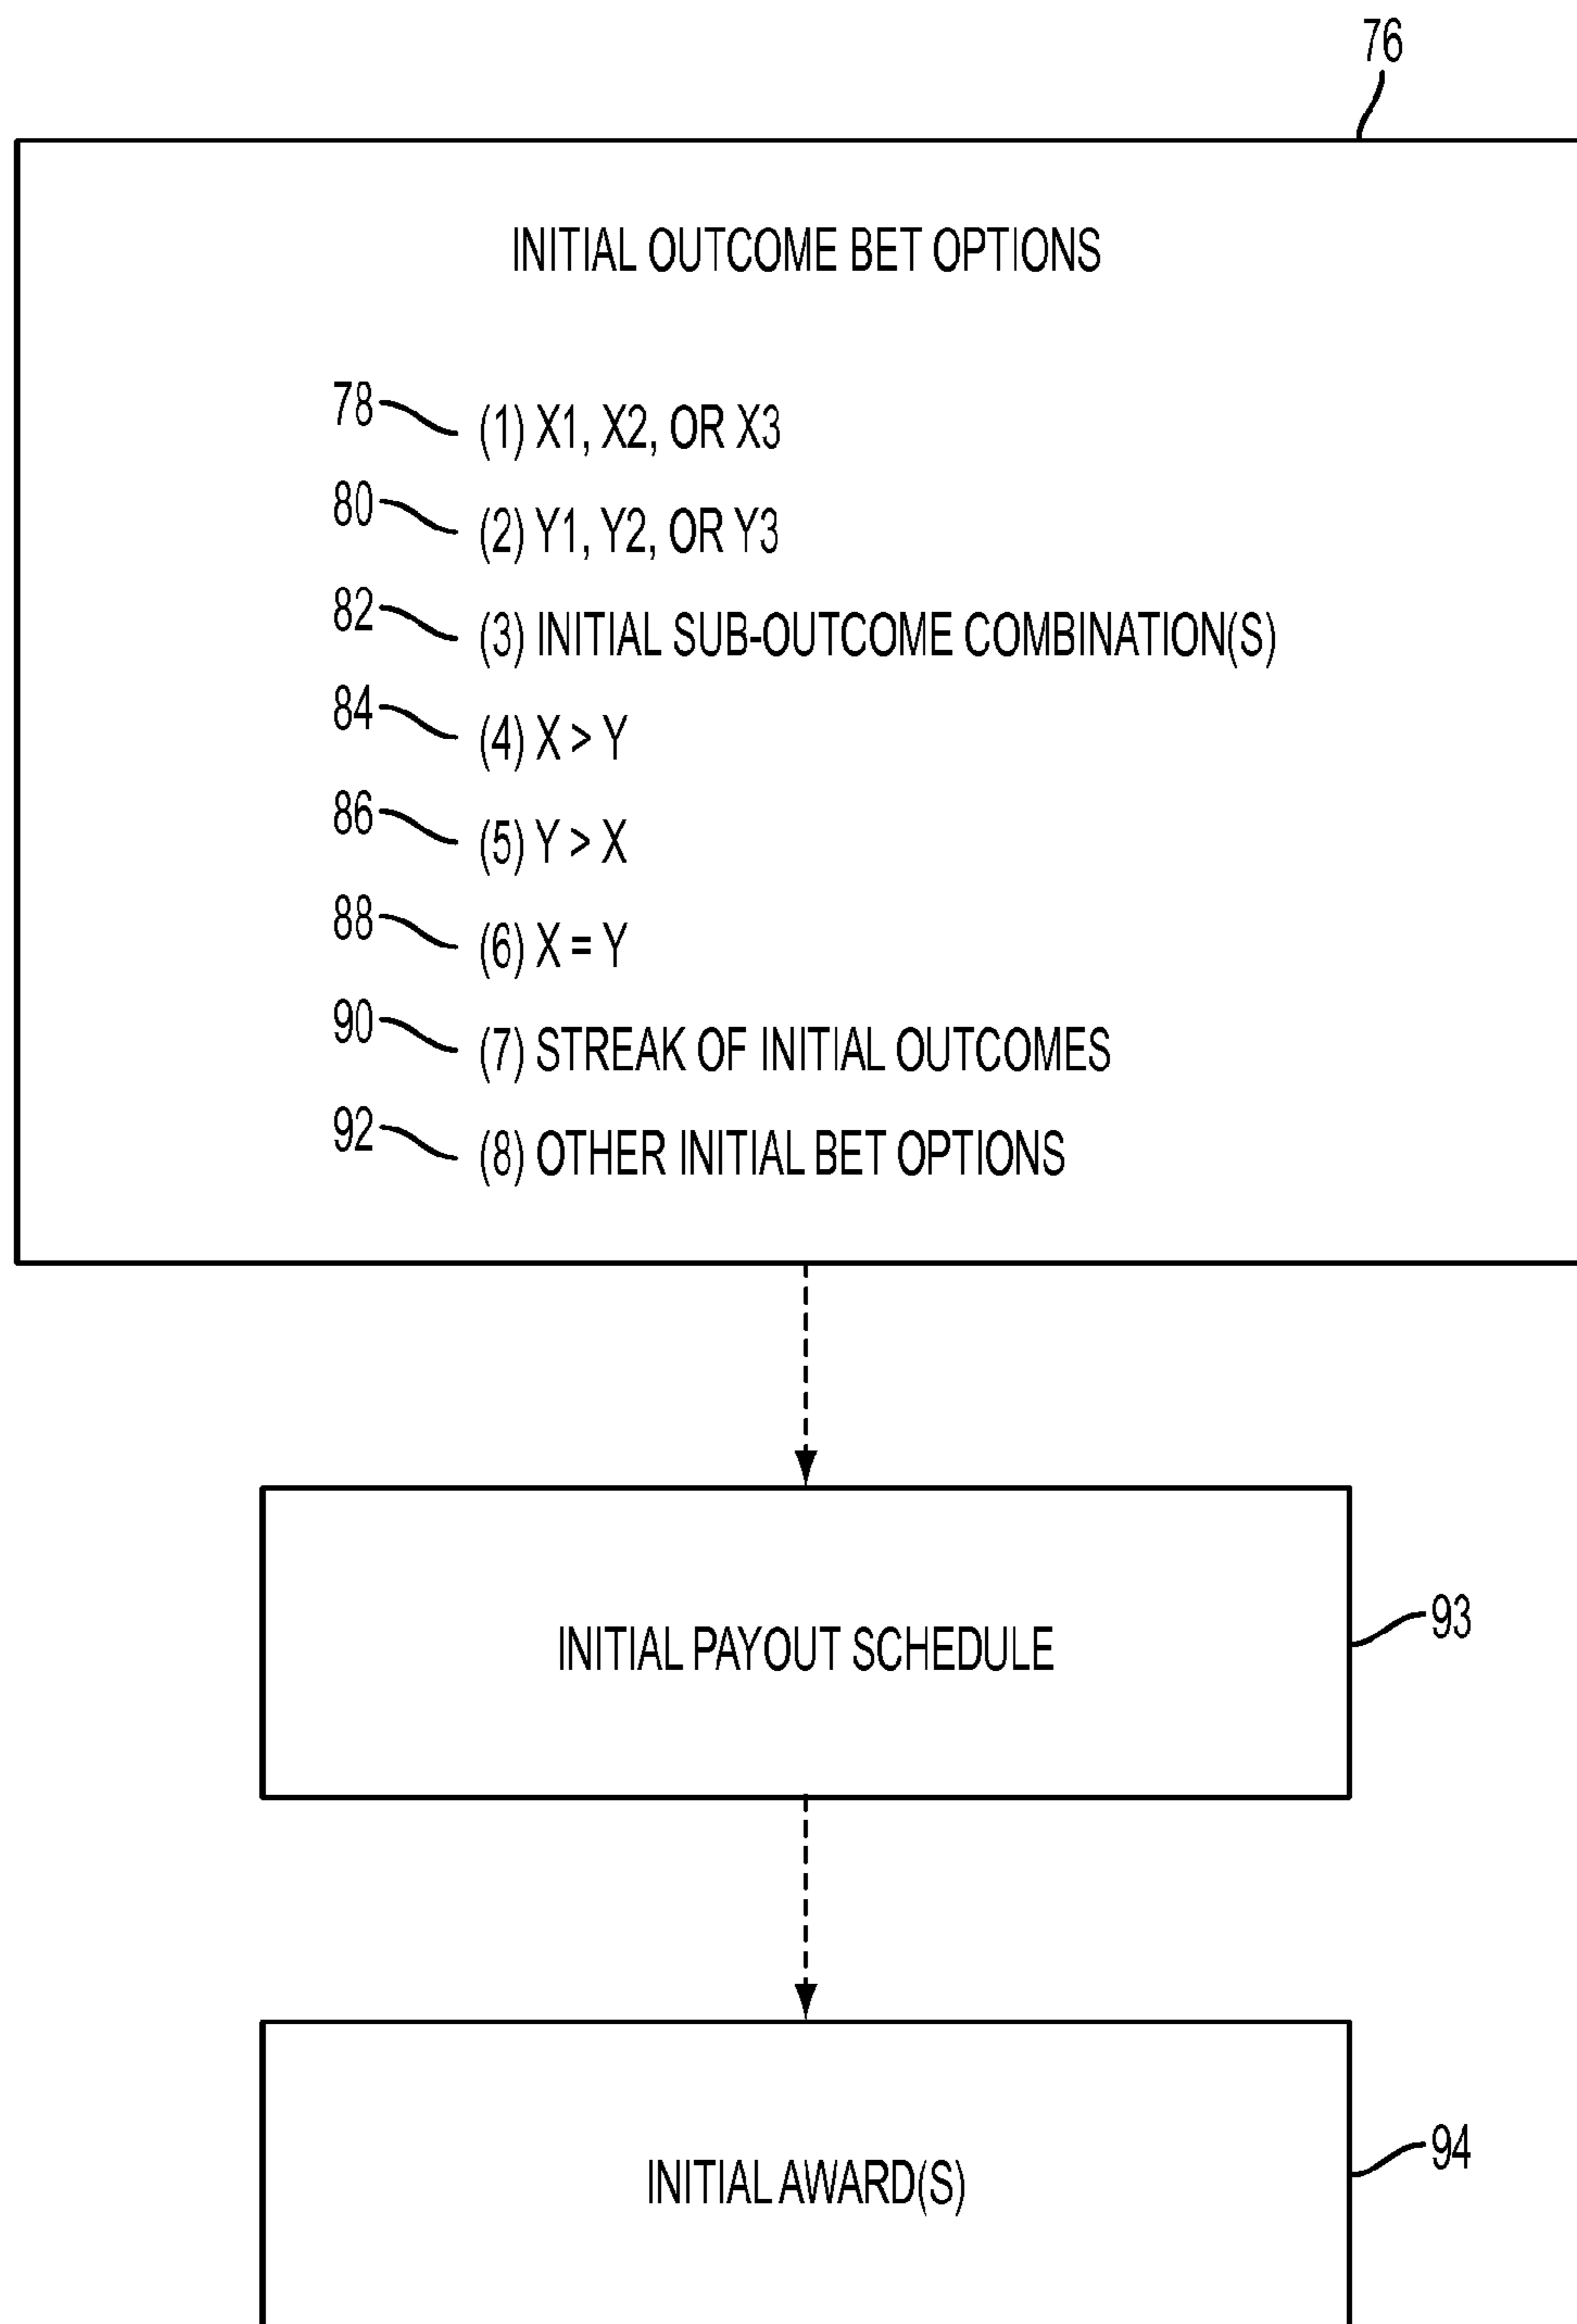 76
INITIAL OUTCOME BET OPTIONS
78 (1) X1, X2, OR X3
80 (2) Y1, Y2, OR Y3
82 (3) INITIAL SUB-OUTCOME COMBINATION(S)
84 (4) X > Y
86 (5) Y > X
88 (6) X = Y
90 (7) STREAK OF INITIAL OUTCOMES
92 (8) OTHER INITIAL BET OPTIONS
INITIAL PAYOUT SCHEDULE 93
INITIAL AWARD(S) 94